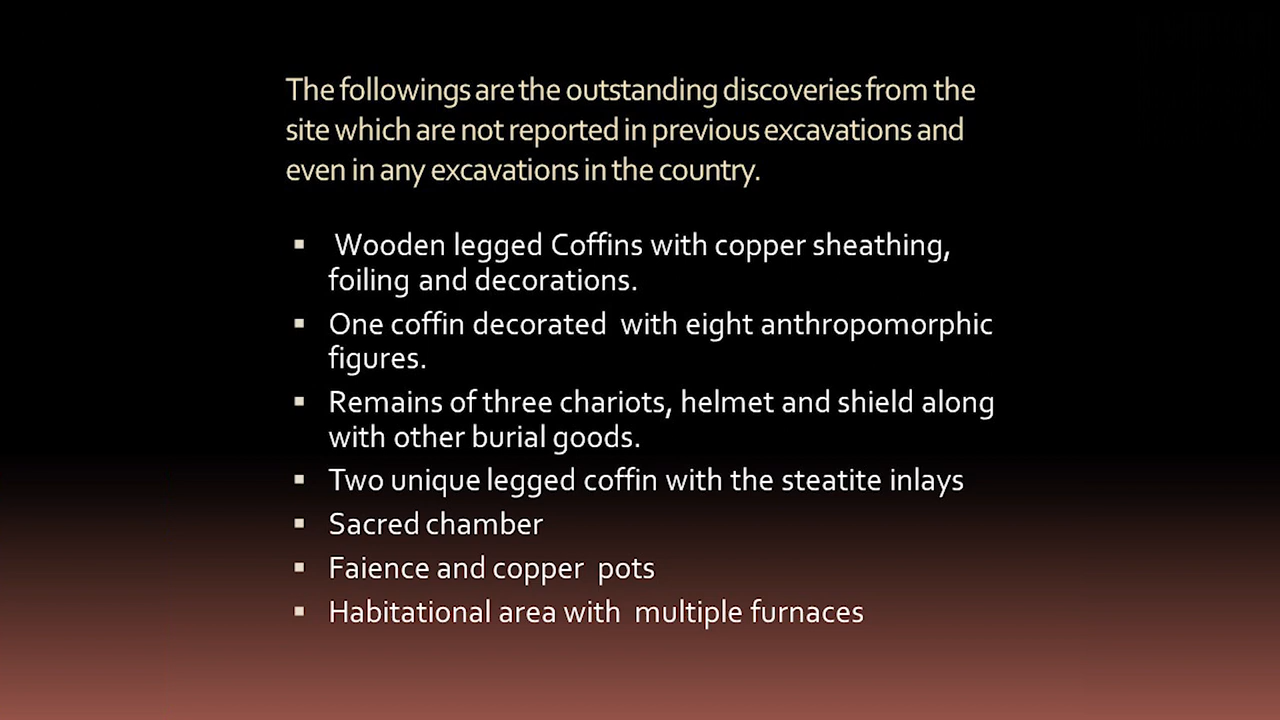 The followings are the outstanding discoveries from the
site which are not reported in previous excavations and
even in any excavations in the country.
▪ Wooden legged Coffins with copper sheathing,
foiling and decorations.
▪ One coffin decorated with eight anthropomorphic
figures.
▪ Remains of three chariots, helmet and shield along
with other burial goods.
▪ Two unique legged coffin with the steatite inlays
▪ Sacred chamber
▪ Faience and copper pots
▪ Habitational area with multiple furnaces